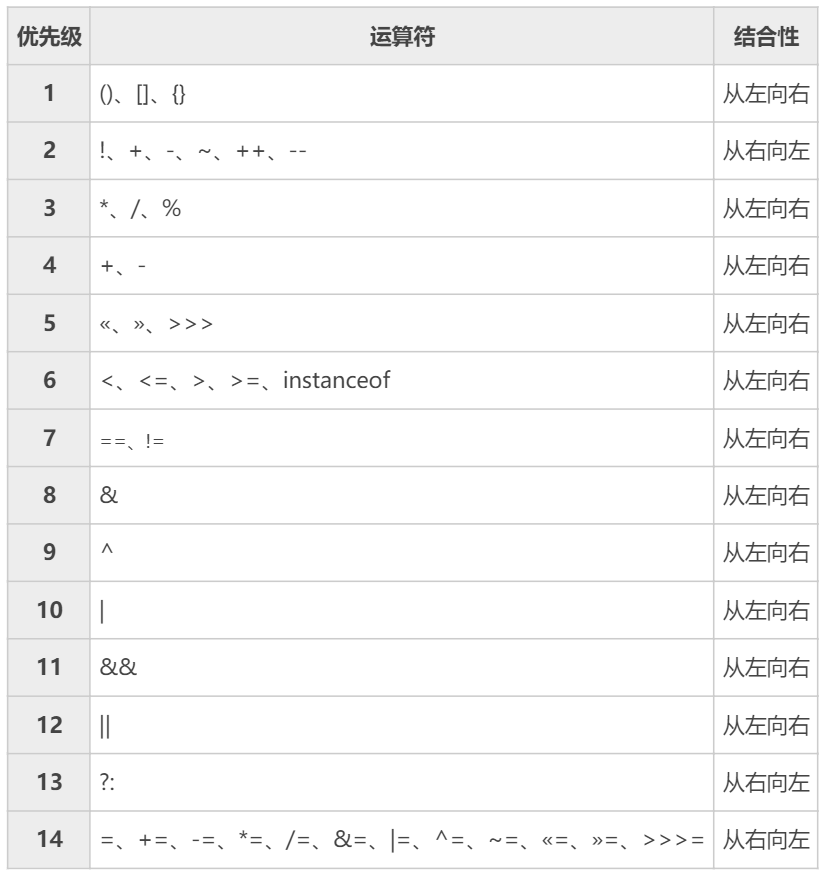 优先级 运算符 结合性
1 ()、[]、{} 从左向右
2 !、+、-、~、++、-- 从右向左
3 *、/、% 从左向右
4 +、- 从左向右
5 «、»、>>> 从左向右
6 <、<=、>、>=、instanceof 从左向右
7 ==、!= 从左向右
8 & 从左向右
9 ^ 从左向右
10 | 从左向右
11 && 从左向右
12 || 从左向右
13 ?: 从右向左
14 =、+=、-=、*=、/=、&=、|=、^=、~=、«=、»=、>>>= 从右向左